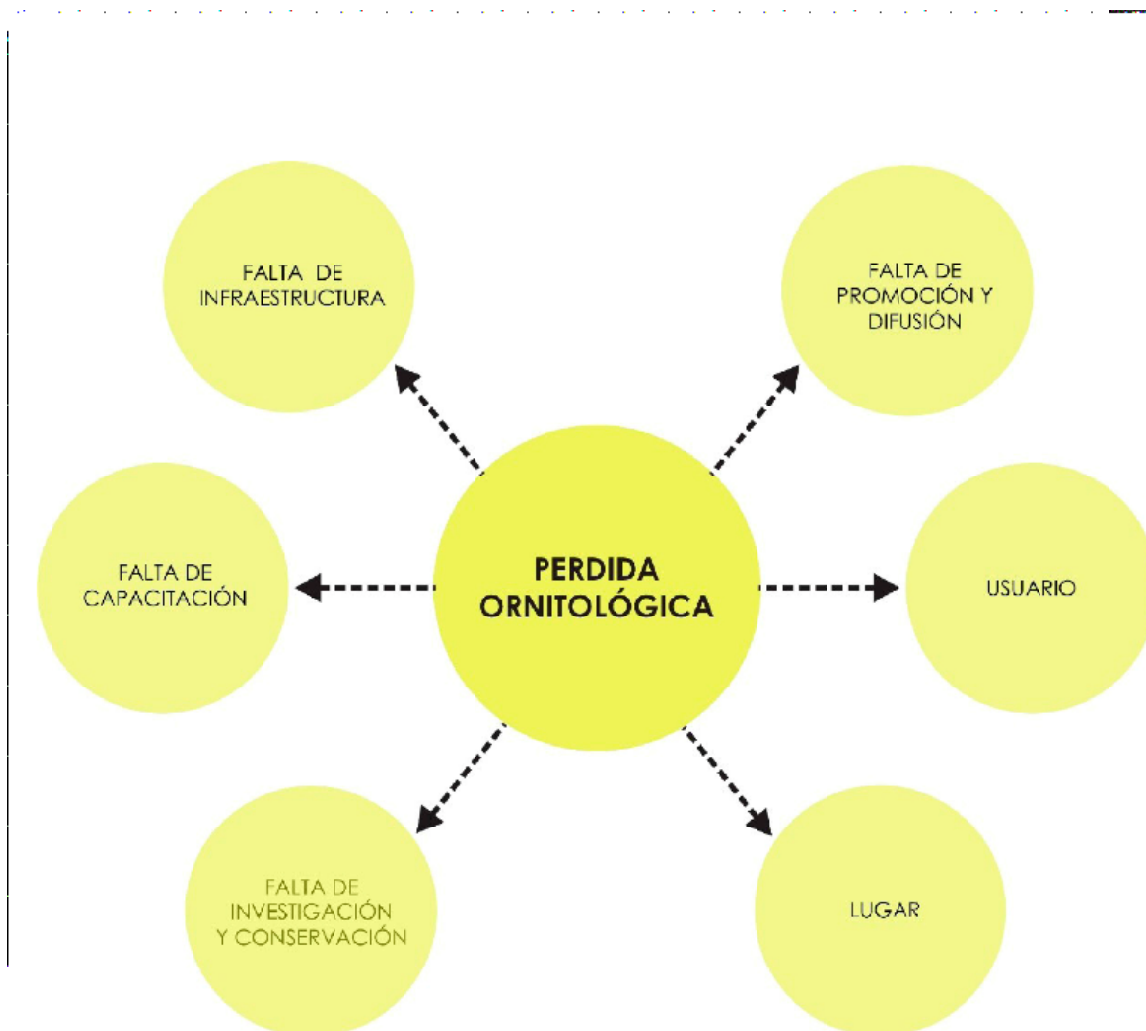 FALTA DE
INFRAESTRUCTURA
FALTA DE
PROMOCIÓN Y
DIFUSIÓN
FALTA DE
CAPACITACIÓN
PERDIDA
ORNITOLÓGICA
USUARIO
FALTA DE
INVESTIGACIÓN
Y CONSERVACIÓN
LUGAR